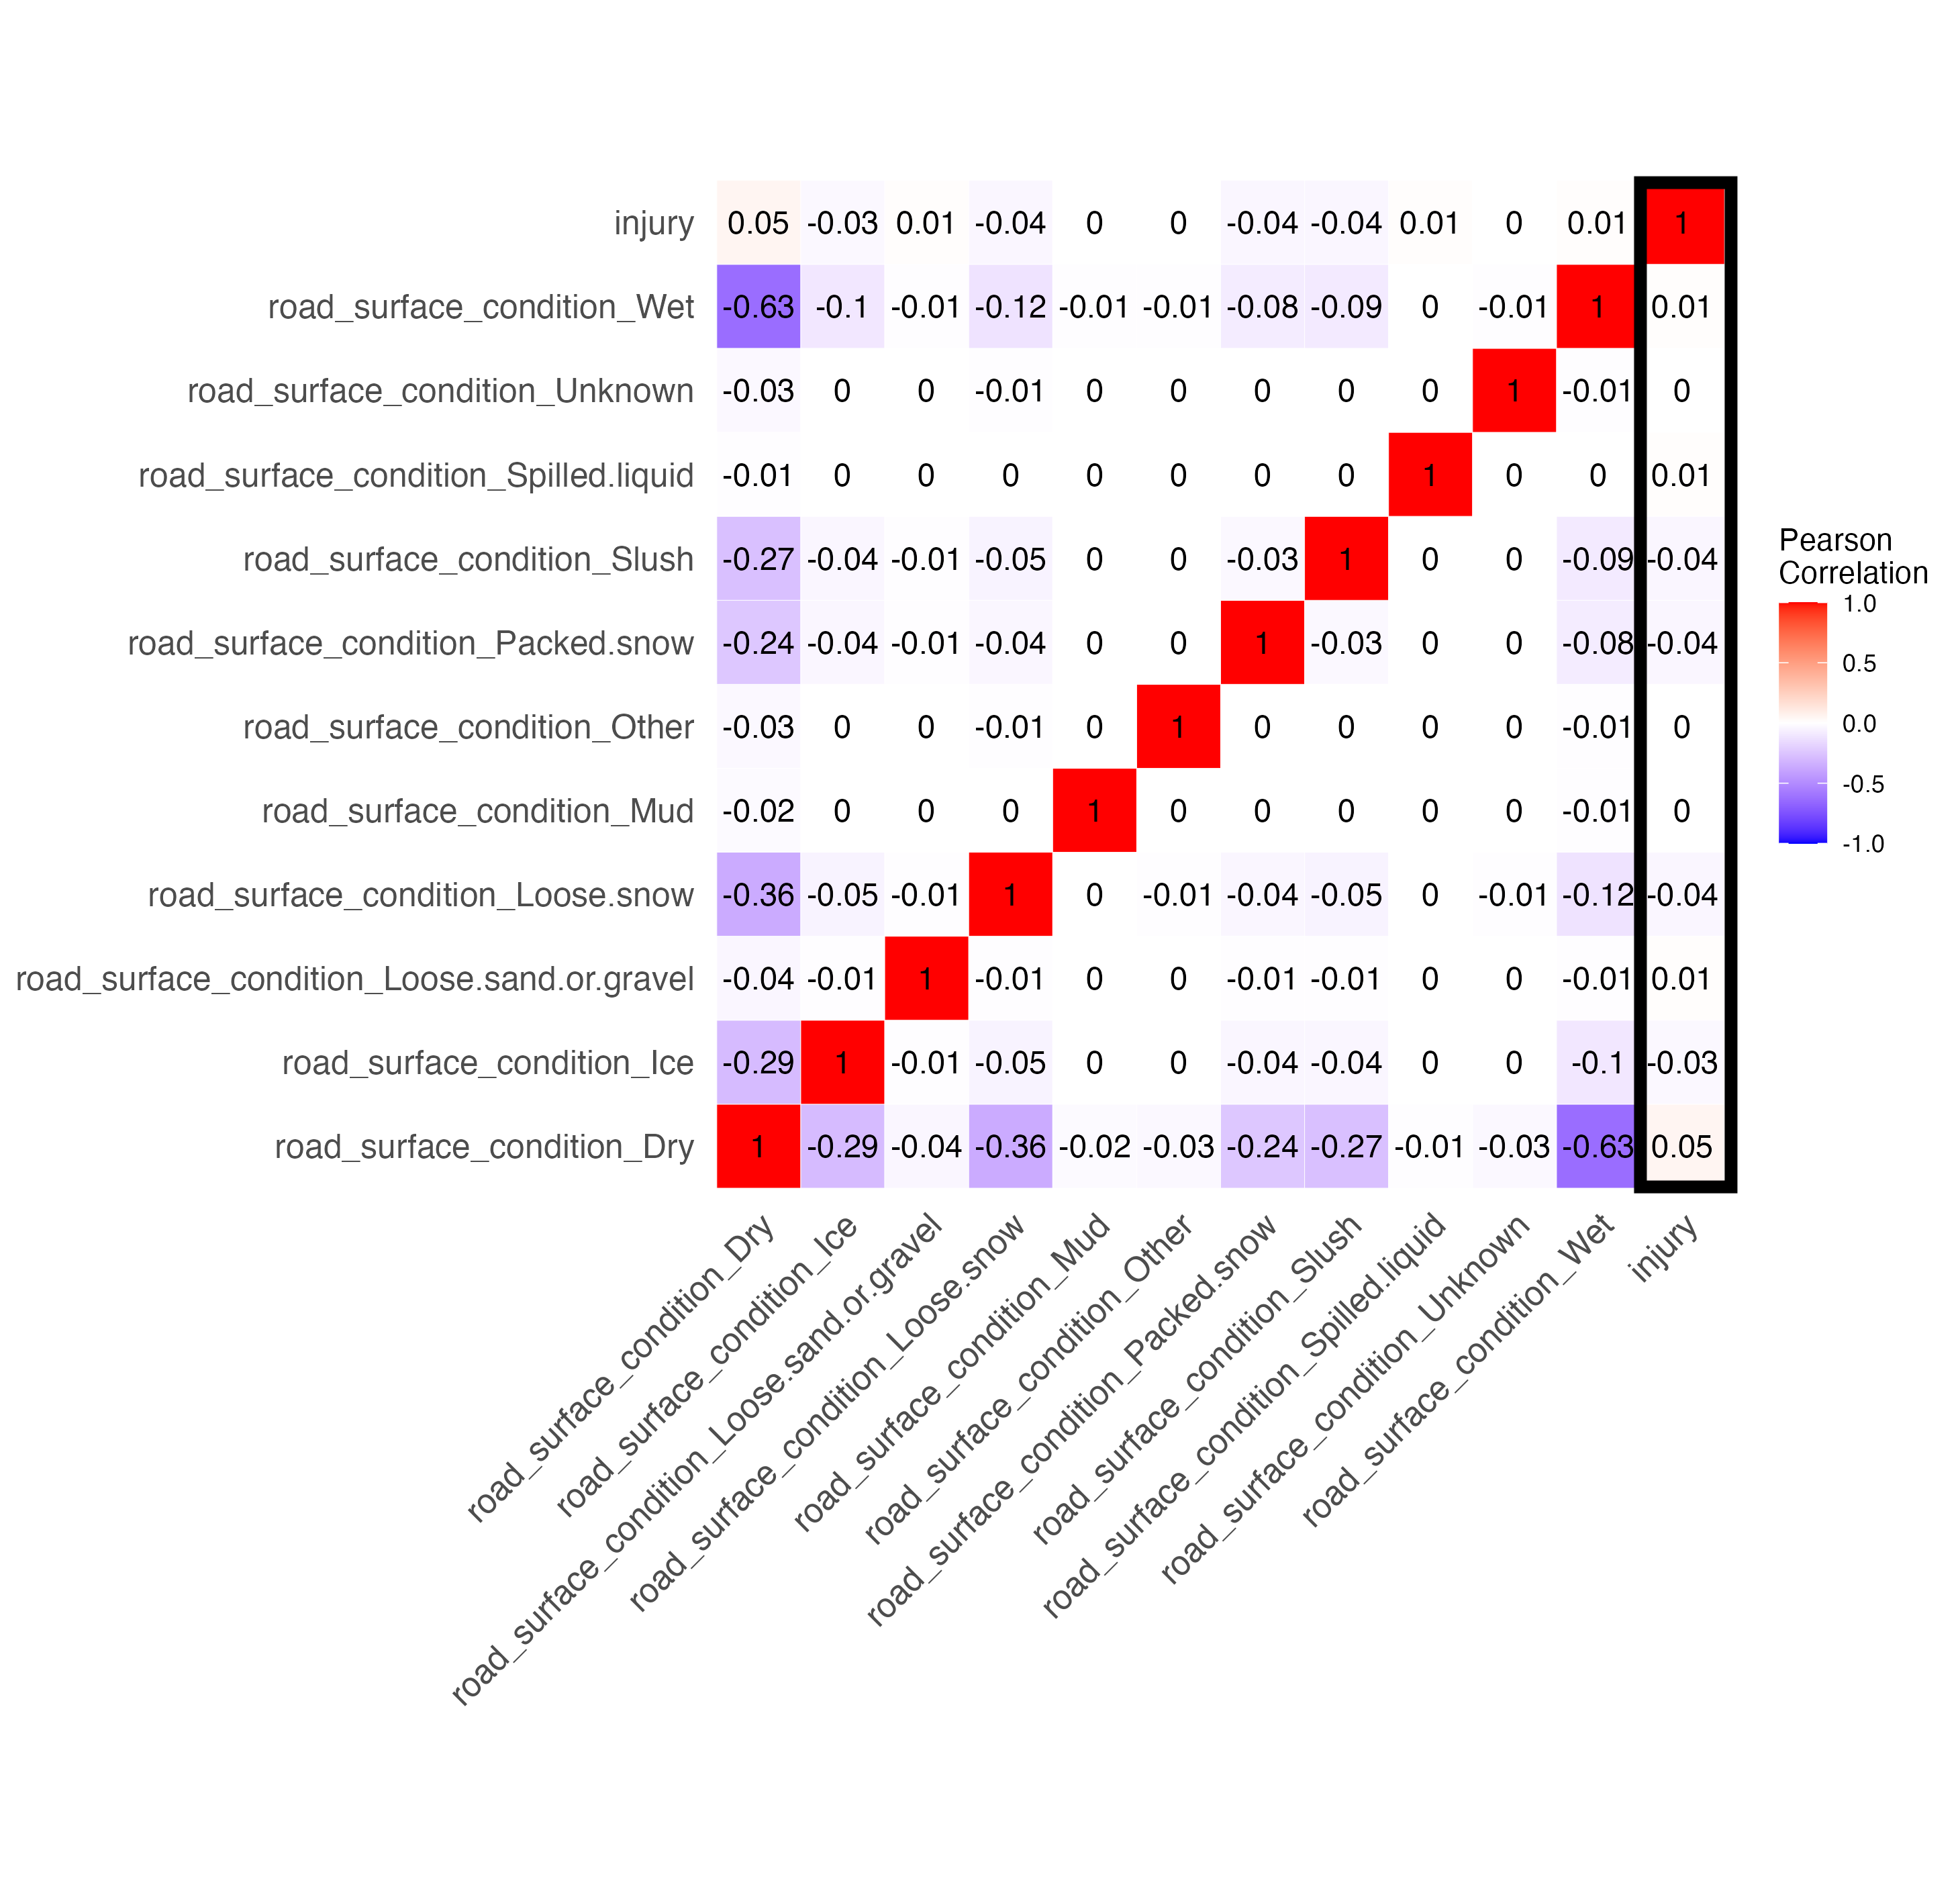 injury 0.05 -0.03 0.01 -0.04 0 0 -0.04 -0.04 0.01 0 0.01 1
road_surface_condition_Wet -0.63 -0.1 -0.01 -0.12 -0.01 -0.01 -0.08 -0.09 0 -0.01 1 0.01
road_surface_condition_Unknown -0.03 0 0 -0.01 0 0 0 0 0 1 -0.01 0
road_surface_condition_Spilled.liquid -0.01 0 0 0 0 0 0 0 1 0 0 0.01
road_surface_condition_Slush -0.27 -0.04 -0.01 -0.05 0 0 -0.03 1 0 0 -0.09 -0.04
road_surface_condition_Packed.snow -0.24 -0.04 -0.01 -0.04 0 0 1 -0.03 0 0 -0.08 -0.04
road_surface_condition_Other -0.03 0 0 -0.01 0 1 0 0 0 0 -0.01 0
road_surface_condition_Mud -0.02 0 0 0 1 0 0 0 0 0 -0.01 0
road_surface_condition_Loose.snow -0.36 -0.05 -0.01 1 0 -0.01 -0.04 -0.05 0 -0.01 -0.12 -0.04
road_surface_condition_Loose.sand.or.gravel -0.04 -0.01 1 -0.01 0 0 -0.01 -0.01 0 0 -0.01 0.01
road_surface_condition_Ice -0.29 1 -0.01 -0.05 0 0 -0.04 -0.04 0 0 -0.1 -0.03
road_surface_condition_Dry 1 -0.29 -0.04 -0.36 -0.02 -0.03 -0.24 -0.27 -0.01 -0.03 -0.63 0.05
road_surface_condition_Dry
road_surface_condition_Ice
road_surface_condition_Loose.sand.or.gravel
road_surface_condition_Loose.snow
road_surface_condition_Mud
road_surface_condition_Other
road_surface_condition_Packed.snow
road_surface_condition_Slush
road_surface_condition_Spilled.liquid
road_surface_condition_Unknown
road_surface_condition_Wet
injury
Pearson
Correlation
1.0
0.5
0.0
-0.5
-1.0